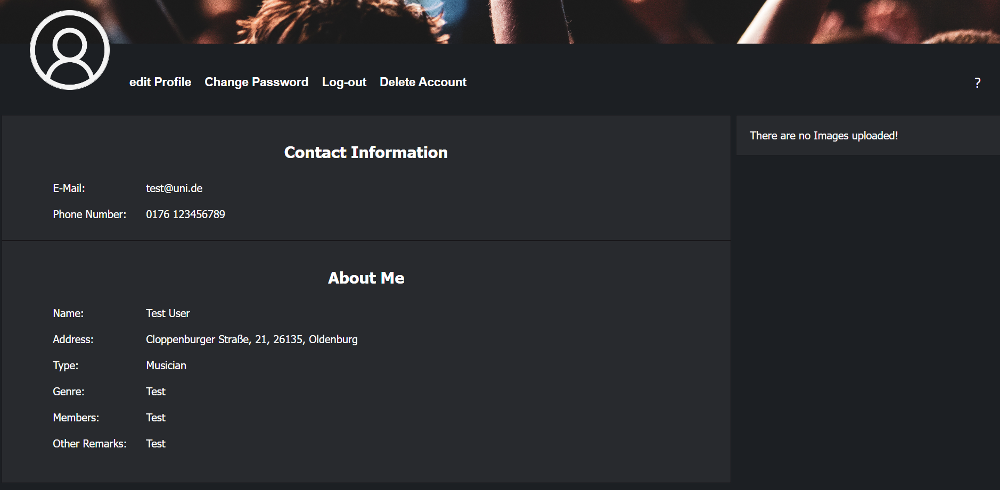 edit Profile Change Password Log-out Delete Account ?
There are no Images uploaded!
Contact Information
E-Mail: test@uni.de
Phone Number: 0176 123456789
About Me
Name: Test User
Address: Cloppenburger Straße, 21, 26135, Oldenburg
Type: Musician
Genre: Test
Members: Test
Other Remarks: Test